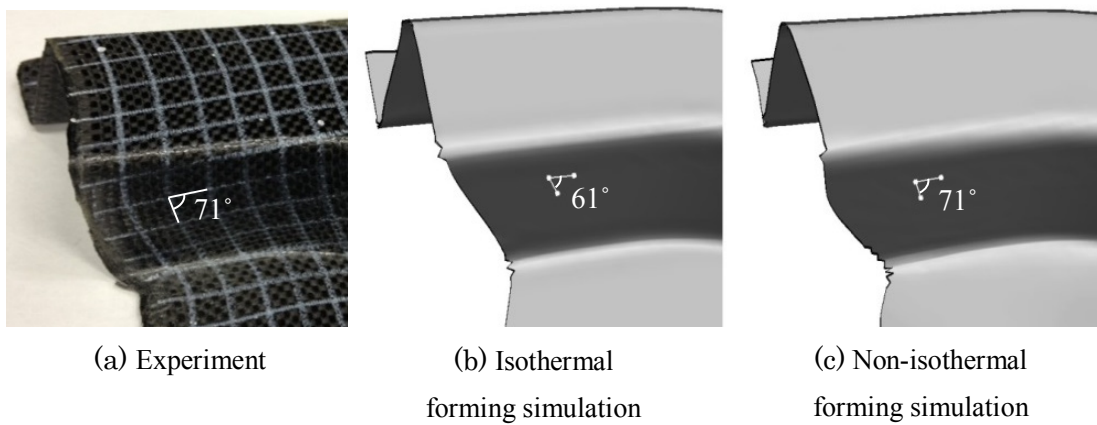 71°
61°
71°
(a) Experiment
(b) Isothermal
forming simulation
(c) Non-isothermal
forming simulation